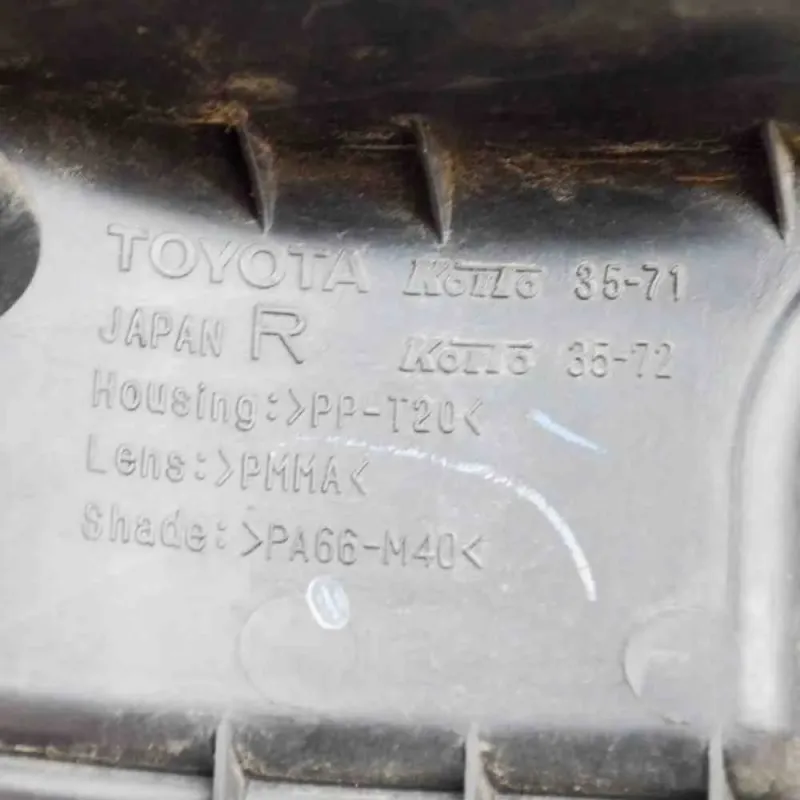 TOYOTA KOITO 35-71
JAPAN R KOITO 35-72
Housing:>PP-T20<
Lens:>PMMA<
Shade:>PA66-M40<